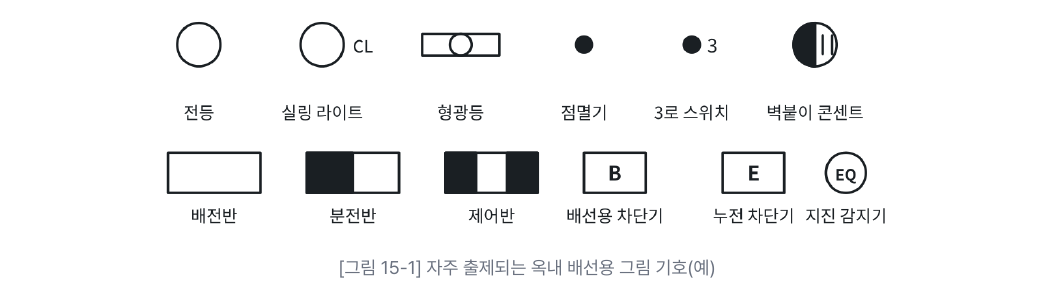 CL
3
전등 실링 라이트 형광등 점멸기 3로 스위치 벽붙이 콘센트
B E EQ
배전반 분전반 제어반 배선용 차단기 누전 차단기 지진 감지기
[그림 15-1] 자주 출제되는 옥내 배선용 그림 기호(예)